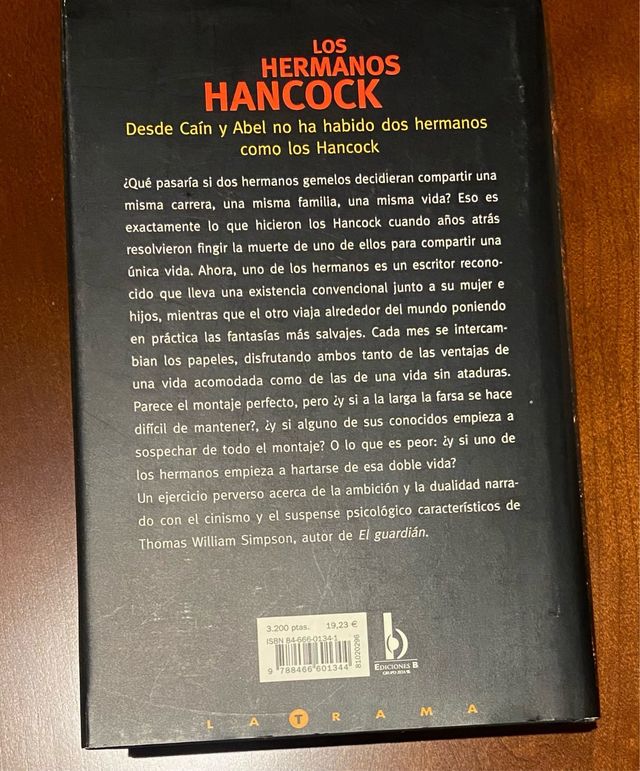 LOS
HERMANOS
HANCOCK
Desde Caín y Abel no ha habido dos hermanos
como los Hancock
¿Qué pasaría si dos hermanos gemelos decidieran compartir una
misma carrera, una misma familia, una misma vida? Eso es
exactamente lo que hicieron los Hancock cuando años atrás
resolvieron fingir la muerte de uno de ellos para compartir una
única vida. Ahora, uno de los hermanos es un escritor recono-
cido que lleva una existencia convencional junto a su mujer e
hijos, mientras que el otro viaja alrededor del mundo poniendo
en práctica las fantasías más salvajes. Cada mes se intercam-
bian los papeles, disfrutando ambos tanto de las ventajas de
una vida acomodada como de las de una vida sin ataduras.
Parece el montaje perfecto, pero ¿y si a la larga la farsa se hace
difícil de mantener?, ¿y si alguno de sus conocidos empieza a
sospechar de todo el montaje? O lo que es peor: ¿y si uno de
los hermanos empieza a hartarse de esa doble vida?
Un ejercicio perverso acerca de la ambición y la dualidad narra-
do con el cinismo y el suspense psicológico característicos de
Thomas William Simpson, autor de El guardián.
3.200 ptas. 19,23 €
ISBN 84-666-0134-1
9 788466 601344
81020296
b
EDICIONES B
GRUPO ZETA
LA TRAMA